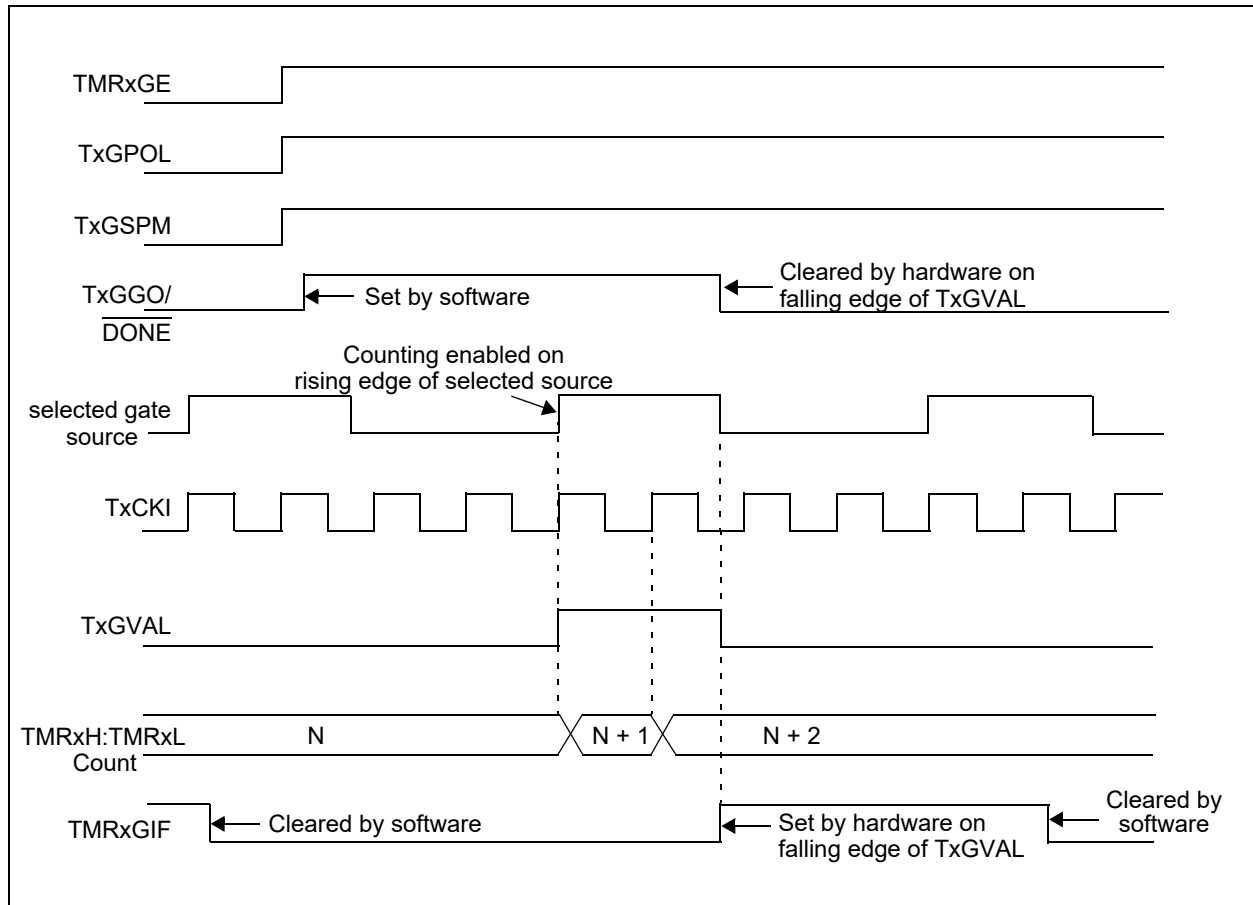 TMRxGE
TxGPOL
TxGSPM
TxGGO/
DONE
Set by software
Cleared by hardware on
falling edge of TxGVAL
Counting enabled on
rising edge of selected source
selected gate
source
TxCKI
TxGVAL
TMRxH:TMRxL
Count
N
N + 1
N + 2
TMRxGIF
Cleared by software
Set by hardware on
falling edge of TxGVAL
Cleared by
software